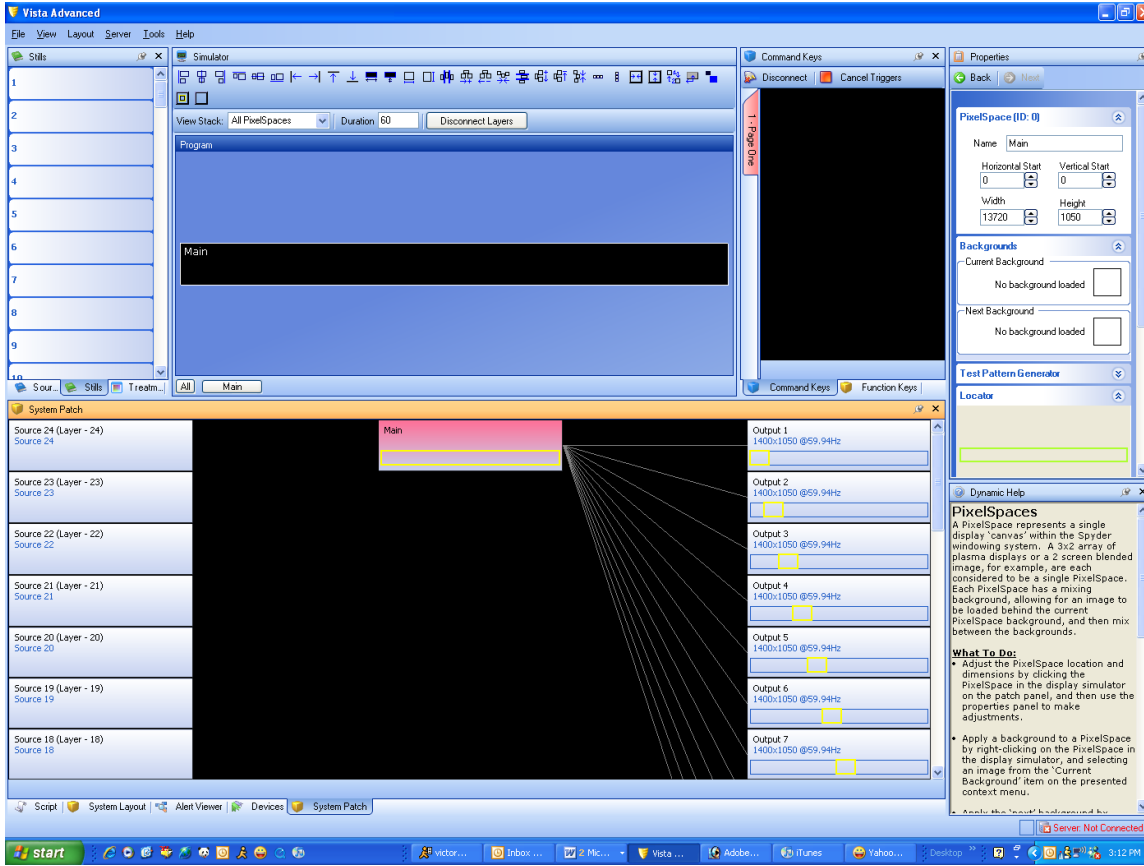 Vista Advanced
File View Layout Server Tools Help
Stills
1
2
3
4
5
6
7
8
9
10
Sour... Stills Treatm...
Simulator
View Stack: All PixelSpaces Duration 60 Disconnect Layers
Program
Main
All Main
Command Keys
Disconnect Cancel Triggers
1 - Page One
Command Keys Function Keys
Properties
Back Next
PixelSpace (ID: 0)
Name Main
Horizontal Start Vertical Start
0 0
Width Height
13720 1050
Backgrounds
Current Background
No background loaded
Next Background
No background loaded
Test Pattern Generator
Locator
System Patch
Source 24 (Layer - 24)
Source 24
Source 23 (Layer - 23)
Source 23
Source 22 (Layer - 22)
Source 22
Source 21 (Layer - 21)
Source 21
Source 20 (Layer - 20)
Source 20
Source 19 (Layer - 19)
Source 19
Source 18 (Layer - 18)
Source 18
Main
Output 1
1400x1050 @59.94Hz
Output 2
1400x1050 @59.94Hz
Output 3
1400x1050 @59.94Hz
Output 4
1400x1050 @59.94Hz
Output 5
1400x1050 @59.94Hz
Output 6
1400x1050 @59.94Hz
Output 7
1400x1050 @59.94Hz
Dynamic Help
PixelSpaces
A PixelSpace represents a single
display 'canvas' within the Spyder
windowing system. A 3x2 array of
plasma displays or a 2 screen blended
image, for example, are each
considered to be a single PixelSpace.
Each PixelSpace has a mixing
background, allowing for an image to
be loaded behind the current
PixelSpace background, and then mix
between the backgrounds.
What To Do:
• Adjust the PixelSpace location and
dimensions by clicking the
PixelSpace in the display simulator
on the patch panel, and then use the
properties panel to make
adjustments.
• Apply a background to a PixelSpace
by right-clicking on the PixelSpace in
the display simulator, and selecting
an image from the 'Current
Background' item on the presented
context menu.
• Apply the 'next' background by
Script System Layout Alert Viewer Devices System Patch
Server: Not Connected
start victor... Inbox ... 2 Mic... Vista ... Adobe... iTunes Yahoo... Desktop 3:12 PM